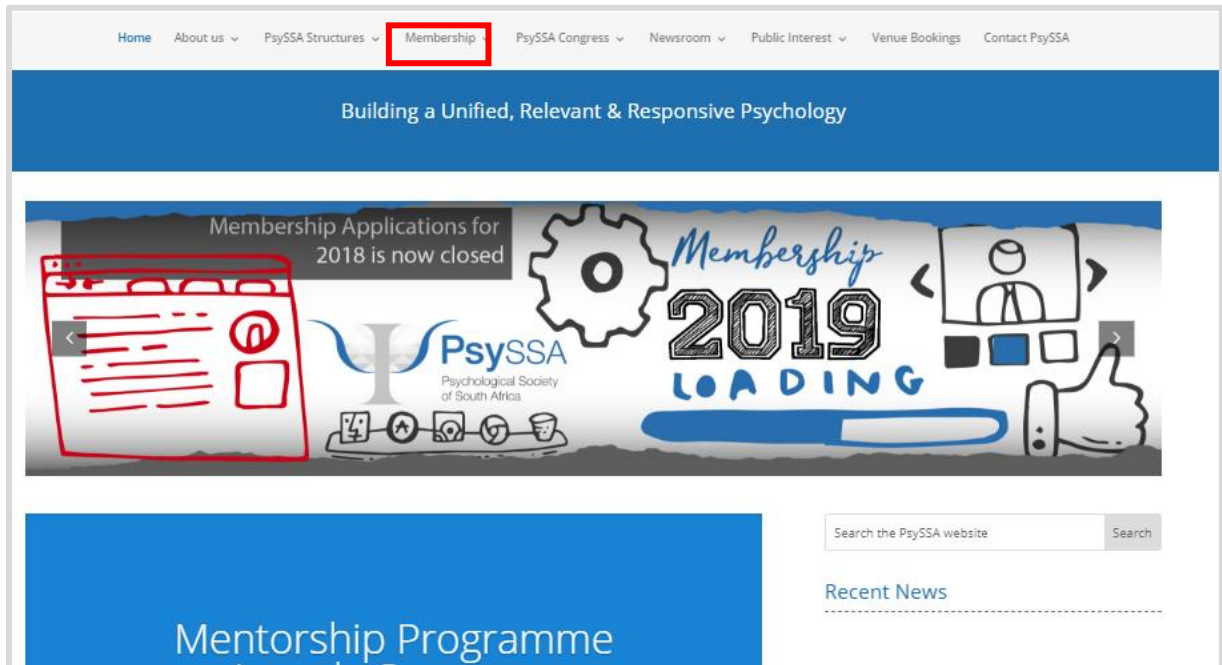 Home About us PsySSA Structures Membership PsySSA Congress Newsroom Public Interest Venue Bookings Contact PsySSA
Building a Unified, Relevant & Responsive Psychology
Membership Applications for
2018 is now closed
PsySSA
Psychological Society
of South Africa
Membership
2019
LOADING
Search the PsySSA website Search
Recent News
Mentorship Programme